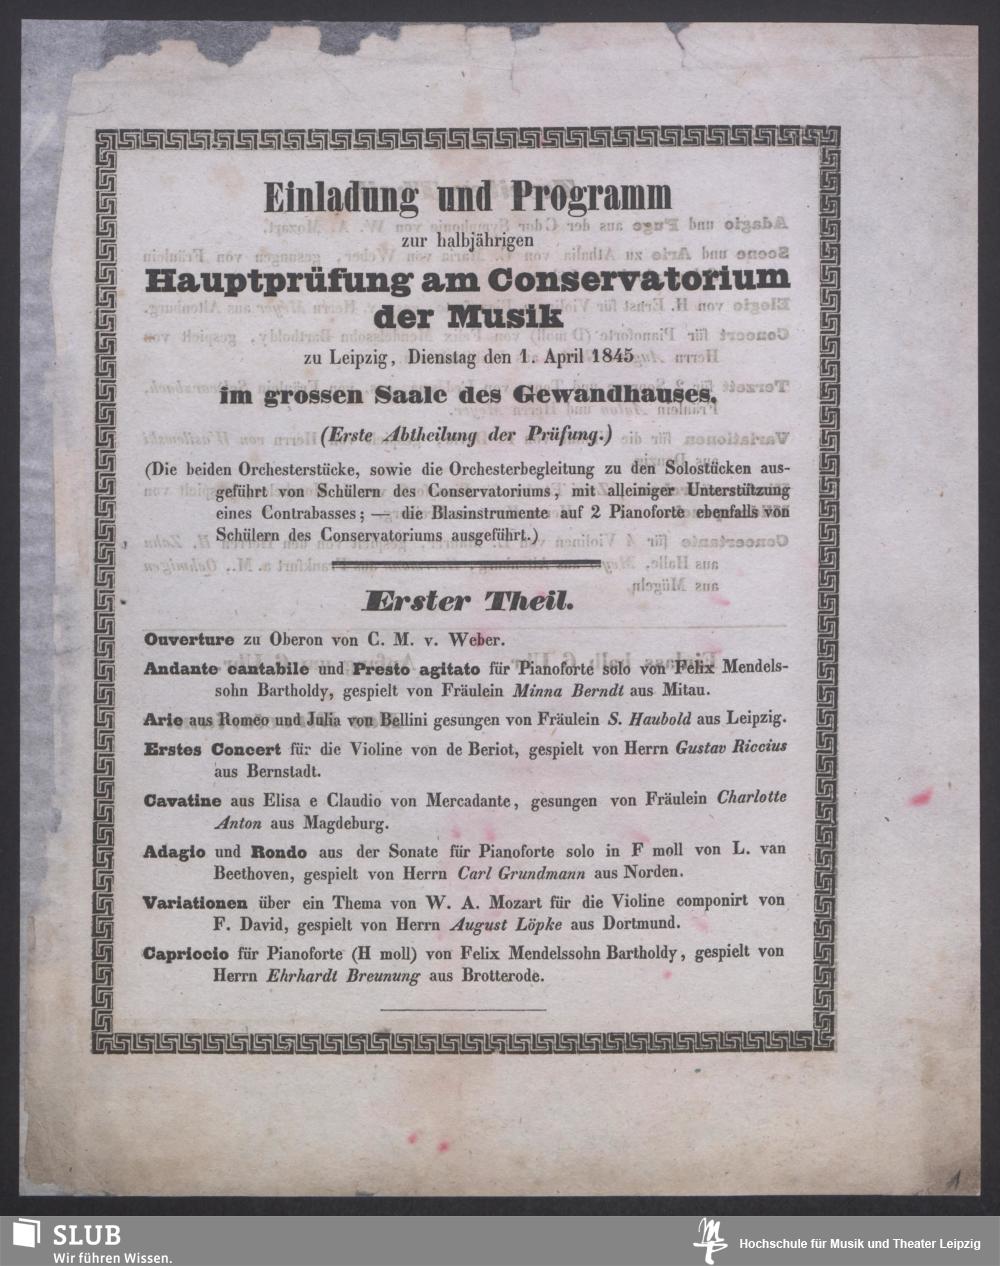 Einladung und Programm
zur halbjährigen
Hauptprüfung am Conservatorium
der Musik
zu Leipzig, Dienstag den 1. April 1845
im grossen Saale des Gewandhauses.
(Erste Abtheilung der Prüfung.)
(Die beiden Orchesterstücke, sowie die Orchesterbegleitung zu den Solostücken aus-
geführt von Schülern des Conservatoriums, mit alleiniger Unterstützung
eines Contrabasses; — die Blasinstrumente auf 2 Pianoforte ebenfalls von
Schülern des Conservatoriums ausgeführt.)
Erster Theil.
Ouverture zu Oberon von C. M. v. Weber.
Andante cantabile und Presto agitato für Pianoforte solo von Felix Mendels-
sohn Bartholdy, gespielt von Fräulein Minna Berndt aus Mitau.
Arie aus Romeo und Julia von Bellini gesungen von Fräulein S. Haubold aus Leipzig.
Erstes Concert für die Violine von de Beriot, gespielt von Herrn Gustav Riccius
aus Bernstadt.
Cavatine aus Elisa e Claudio von Mercadante, gesungen von Fräulein Charlotte
Anton aus Magdeburg.
Adagio und Rondo aus der Sonate für Pianoforte solo in F moll von L. van
Beethoven, gespielt von Herrn Carl Grundmann aus Norden.
Variationen über ein Thema von W. A. Mozart für die Violine componirt von
F. David, gespielt von Herrn August Löpke aus Dortmund.
Capriccio für Pianoforte (H moll) von Felix Mendelssohn Bartholdy, gespielt von
Herrn Ehrhardt Breunung aus Brotterode.
1
SLUB
Wir führen Wissen.
Hochschule für Musik und Theater Leipzig